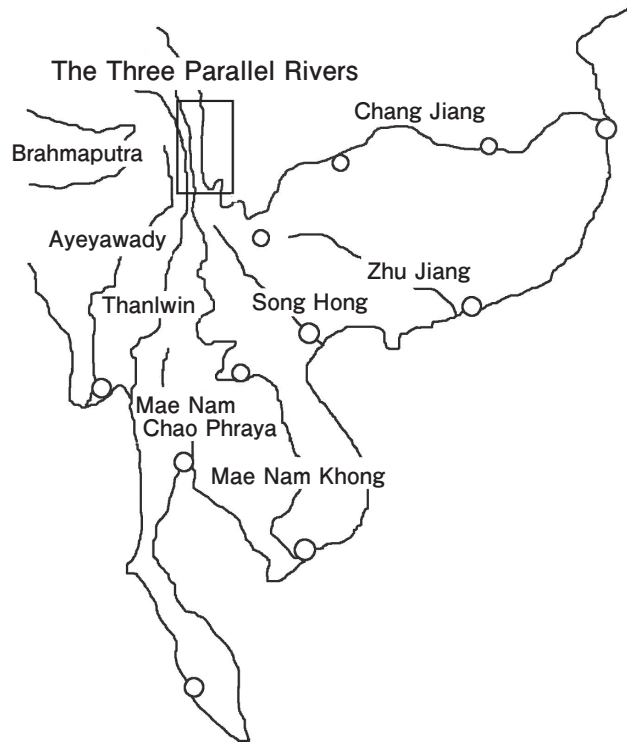 The Three Parallel Rivers
Chang Jiang
Brahmaputra
Ayeyawady
Zhu Jiang
Thanlwin
Song Hong
Mae Nam
Chao Phraya
Mae Nam Khong